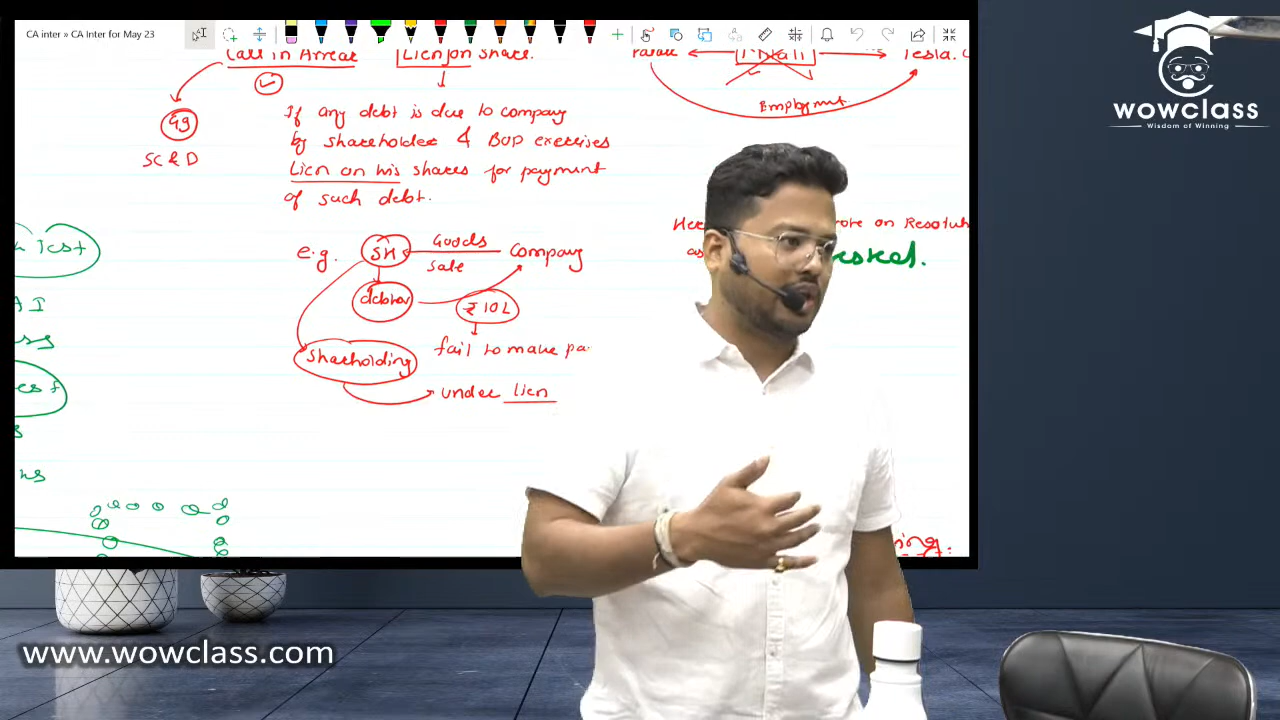 CA inter » CA Inter for May 23
wowclass
Wisdom of Winning
Call in Arrear
Lien on Share.
Tesla.
Employment
49
SC & D
If any debt is due to company
by shareholder & BOD exercises
Lien on his shares for payment
of such debt.
Test
AI
e.g.
SH
Goods
Sale
Company
debtor
₹10L
fail to make pa
Shareholding
under lien
www.wowclass.com